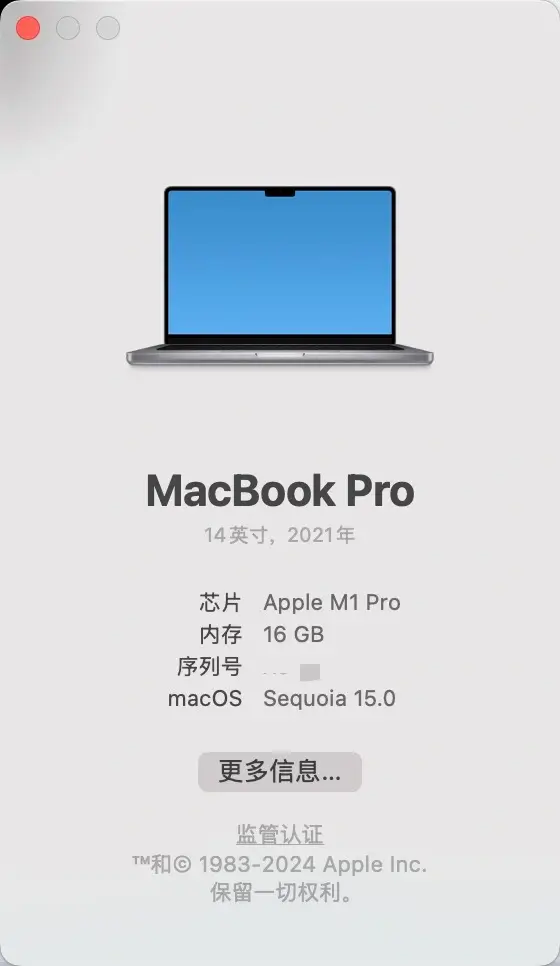 MacBook Pro
14英寸，2021年
芯片 Apple M1 Pro
内存 16 GB
序列号
macOS Sequoia 15.0
更多信息...
监管认证
™和© 1983-2024 Apple Inc.
保留一切权利。